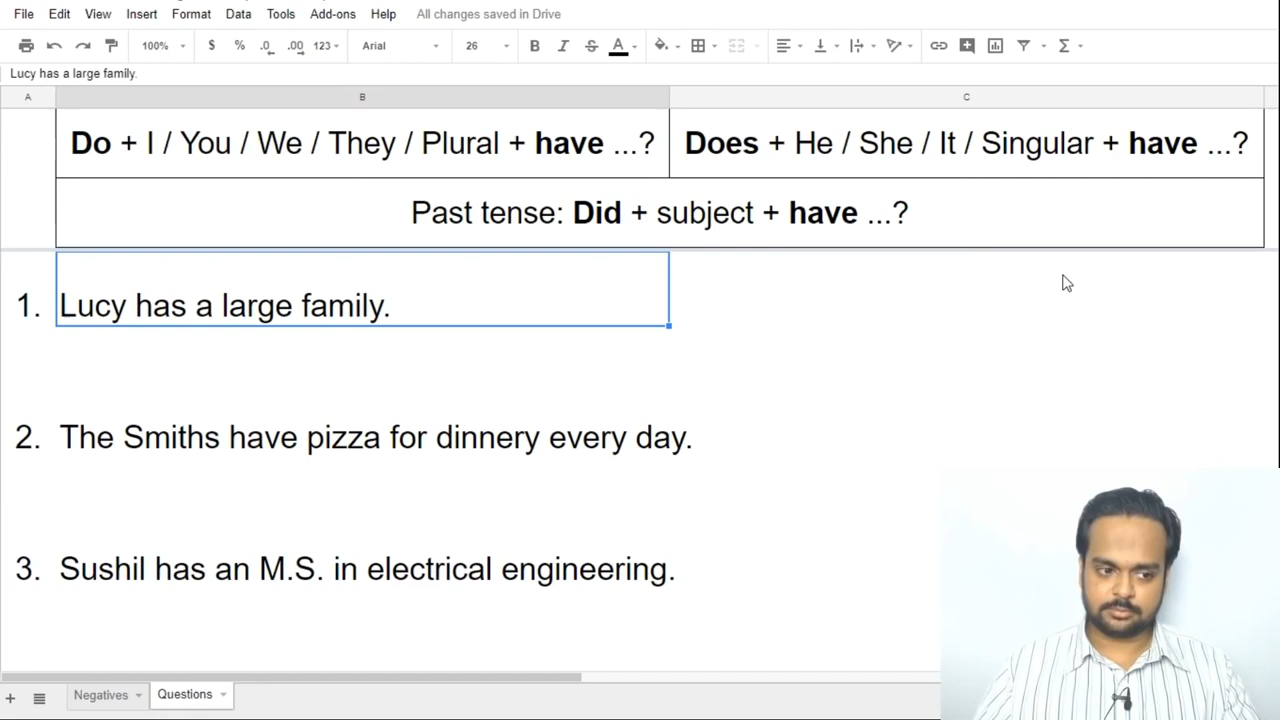 File Edit View Insert Format Data Tools Add-ons Help All changes saved in Drive
100% $ % .0 .00 123 Arial 26 B I S A
Lucy has a large family.
A B C
Do + I / You / We / They / Plural + have ...? Does + He / She / It / Singular + have ...?
Past tense: Did + subject + have ...?
1. Lucy has a large family.
2. The Smiths have pizza for dinnery every day.
3. Sushil has an M.S. in electrical engineering.
Negatives Questions